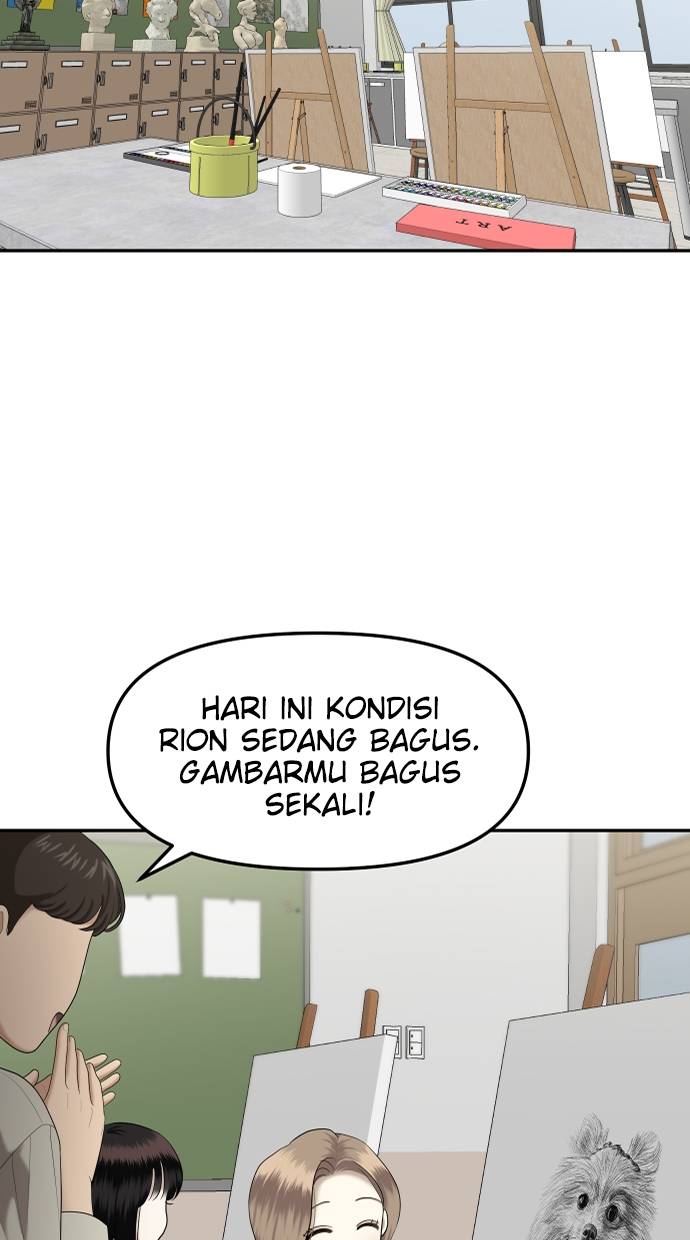 ART
HARI INI KONDISI
RION SEDANG BAGUS.
GAMBARMU BAGUS
SEKALI!